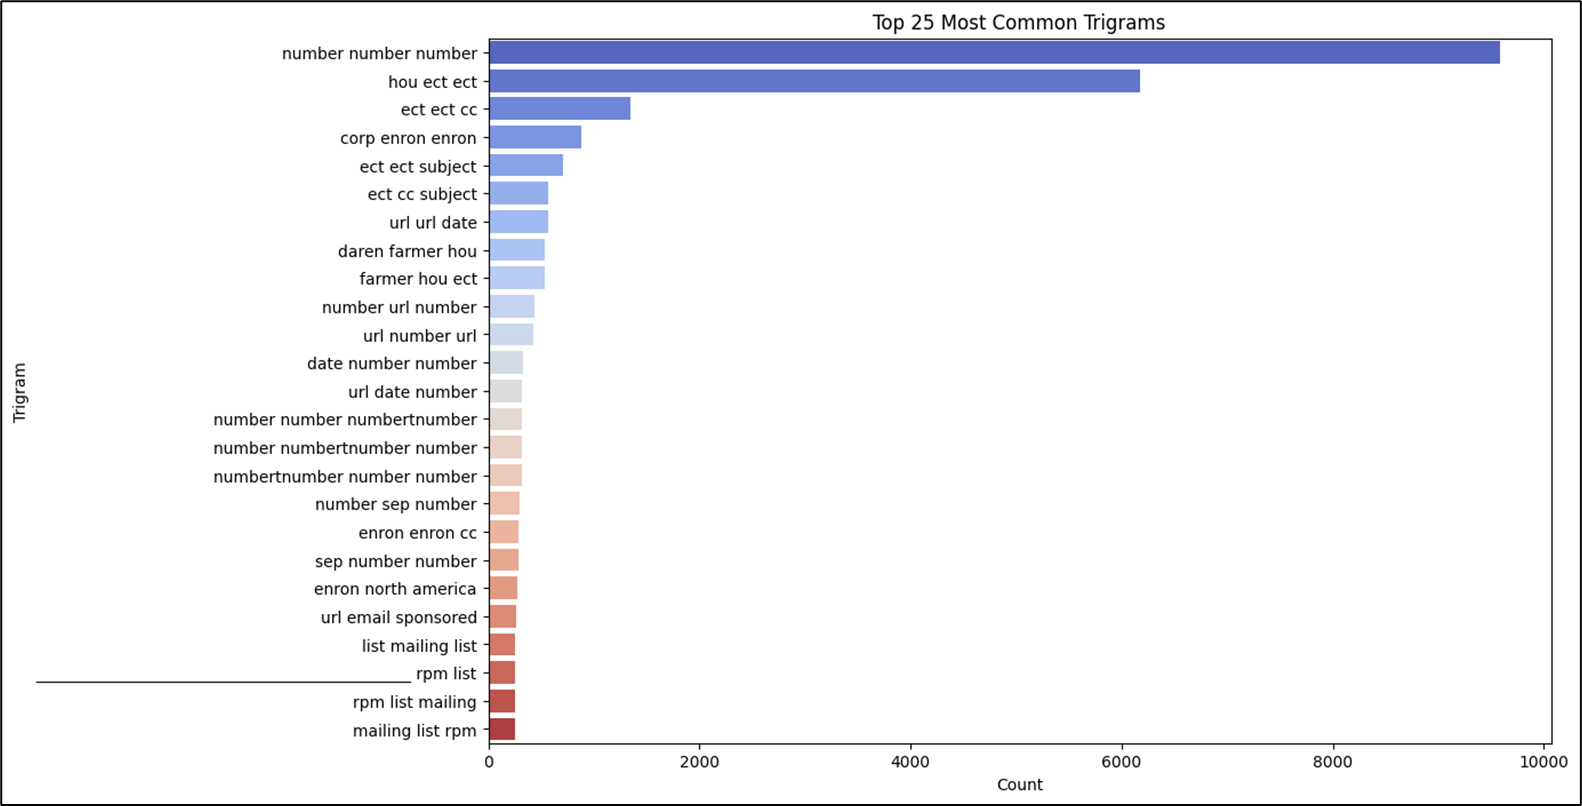 Top 25 Most Common Trigrams
number number number
hou ect ect
ect ect cc
corp enron enron
ect ect subject
ect cc subject
url url date
daren farmer hou
farmer hou ect
number url number
url number url
date number number
url date number
number number numbertnumber
number numbertnumber number
numbertnumber number number
number sep number
enron enron cc
sep number number
enron north america
url email sponsored
list mailing list
_______________________________________________ rpm list
rpm list mailing
mailing list rpm
Trigram
0 2000 4000 6000 8000 10000
Count